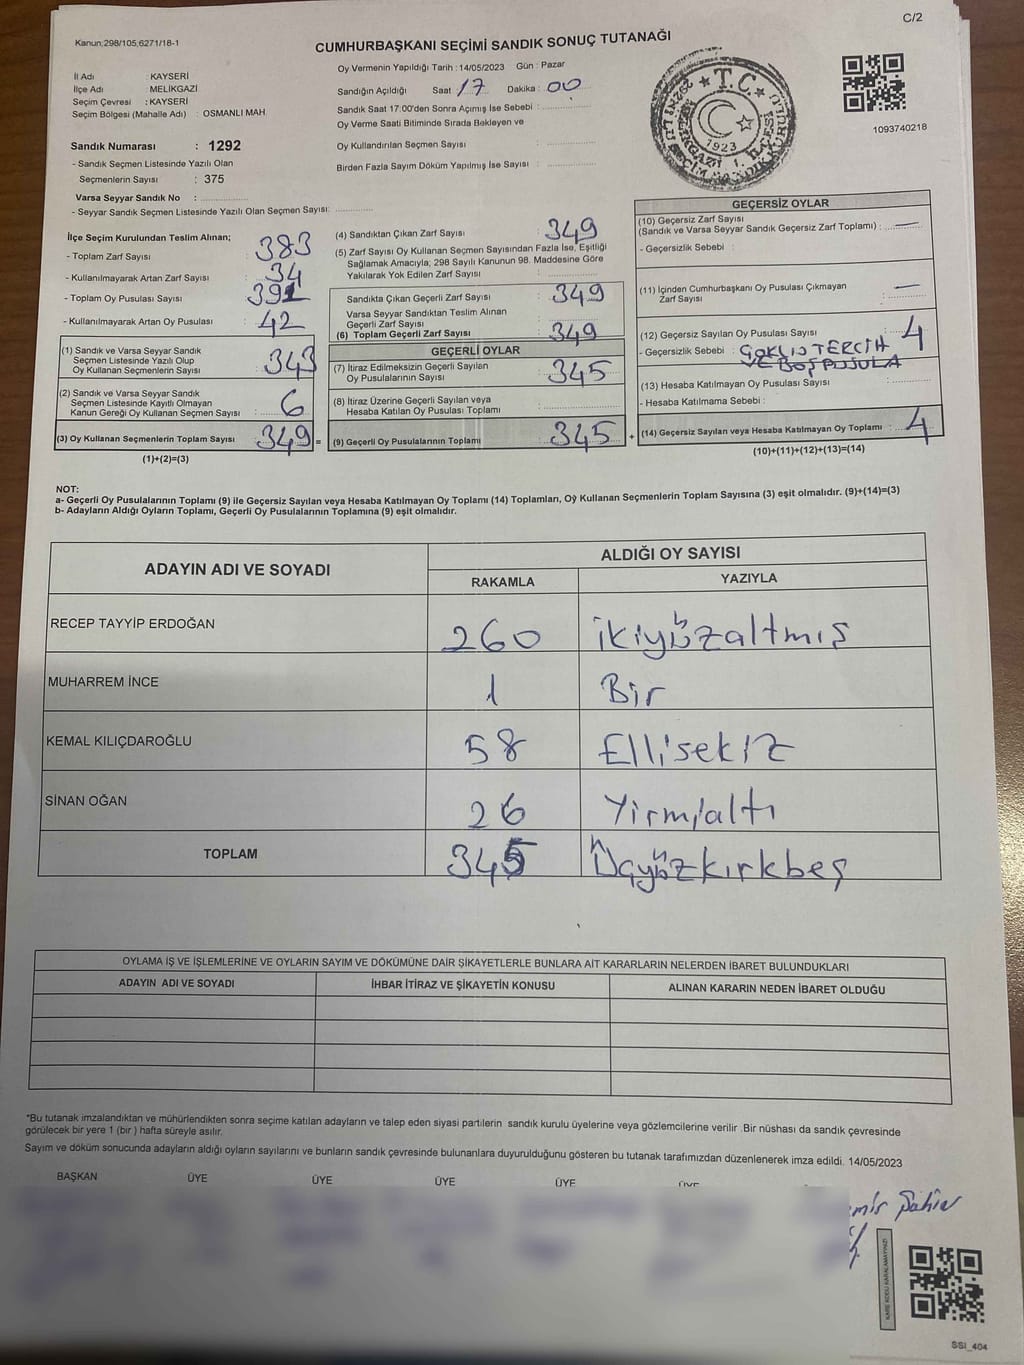 C/2
Kanun;298/105;6271/18-1
CUMHURBAŞKANI SEÇİMİ SANDIK SONUÇ TUTANAĞI
İl Adı : KAYSERİ
İlçe Adı : MELİKGAZİ
Seçim Çevresi : KAYSERİ
Seçim Bölgesi (Mahalle Adı) : OSMANLI MAH
Sandık Numarası : 1292
- Sandık Seçmen Listesinde Yazılı Olan
Seçmenlerin Sayısı : 375
Varsa Seyyar Sandık No :
- Seyyar Sandık Seçmen Listesinde Yazılı Olan Seçmen Sayısı:
Oy Vermenin Yapıldığı Tarih : 14/05/2023 Gün : Pazar
Sandığın Açıldığı Saat 17 Dakika : 00
Sandık Saat 17:00'den Sonra Açımış İse Sebebi :
Oy Verme Saati Bitiminde Sırada Bekleyen ve
Oy Kullandırılan Seçmen Sayısı :
Birden Fazla Sayım Döküm Yapılmış İse Sayısı :
T.C.
1923
1093740218
İlçe Seçim Kurulundan Teslim Alınan;
- Toplam Zarf Sayısı : 383
- Kullanılmayarak Artan Zarf Sayısı : 34
- Toplam Oy Pusulası Sayısı : 391
- Kullanılmayarak Artan Oy Pusulası : 42
(1) Sandık ve Varsa Seyyar Sandık
Seçmen Listesinde Yazılı Olup
Oy Kullanan Seçmenlerin Sayısı : 343
(2) Sandık ve Varsa Seyyar Sandık
Seçmen Listesinde Kayıtlı Olmayan
Kanun Gereği Oy Kullanan Seçmen Sayısı : 6
(3) Oy Kullanan Seçmenlerin Toplam Sayısı : 349 =
(1)+(2)=(3)
(4) Sandıktan Çıkan Zarf Sayısı : 349
(5) Zarf Sayısı Oy Kullanan Seçmen Sayısından Fazla İse, Eşitliği
Sağlamak Amacıyla; 298 Sayılı Kanunun 98. Maddesine Göre
Yakılarak Yok Edilen Zarf Sayısı :
Sandıkta Çıkan Geçerli Zarf Sayısı : 349
Varsa Seyyar Sandıktan Teslim Alınan
Geçerli Zarf Sayısı :
(6) Toplam Geçerli Zarf Sayısı : 349
GEÇERLİ OYLAR
(7) İtiraz Edilmeksizin Geçerli Sayılan
Oy Pusulalarının Sayısı : 345
(8) İtiraz Üzerine Geçerli Sayılan veya
Hesaba Katılan Oy Pusulası Toplamı :
(9) Geçerli Oy Pusulalarının Toplamı : 345 +
GEÇERSİZ OYLAR
(10) Geçersiz Zarf Sayısı
(Sandık ve Varsa Seyyar Sandık Geçersiz Zarf Toplamı) : —
- Geçersizlik Sebebi :
(11) İçinden Cumhurbaşkanı Oy Pusulası Çıkmayan
Zarf Sayısı : —
(12) Geçersiz Sayılan Oy Pusulası Sayısı : 4
- Geçersizlik Sebebi : TERCİH
VE BOŞ PUSULA
(13) Hesaba Katılmayan Oy Pusulası Sayısı :
- Hesaba Katılmama Sebebi :
(14) Geçersiz Sayılan veya Hesaba Katılmayan Oy Toplamı : 4
(10)+(11)+(12)+(13)=(14)
NOT:
a- Geçerli Oy Pusulalarının Toplamı (9) ile Geçersiz Sayılan veya Hesaba Katılmayan Oy Toplamı (14) Toplamları, Oy Kullanan Seçmenlerin Toplam Sayısına (3) eşit olmalıdır. (9)+(14)=(3)
b- Adayların Aldığı Oyların Toplamı, Geçerli Oy Pusulalarının Toplamına (9) eşit olmalıdır.
ADAYIN ADI VE SOYADI ALDIĞI OY SAYISI
RAKAMLA YAZIYLA
RECEP TAYYİP ERDOĞAN 260 ikiyüzaltmış
MUHARREM İNCE 1 Bir
KEMAL KILIÇDAROĞLU 58 Ellisekiz
SİNAN OĞAN 26 Yirmialtı
TOPLAM 345 Üçyüzkırkbeş
OYLAMA İŞ VE İŞLEMLERİNE VE OYLARIN SAYIM VE DÖKÜMÜNE DAİR ŞİKAYETLERLE BUNLARA AİT KARARLARIN NELERDEN İBARET BULUNDUKLARI
ADAYIN ADI VE SOYADI İHBAR İTİRAZ VE ŞİKAYETİN KONUSU ALINAN KARARIN NEDEN İBARET OLDUĞU
*Bu tutanak imzalandıktan ve mühürlendikten sonra seçime katılan adayların ve talep eden siyasi partilerin sandık kurulu üyelerine veya gözlemcilerine verilir .Bir nüshası da sandık çevresinde
görülecek bir yere 1 (bir ) hafta süreyle asılır.
Sayım ve döküm sonucunda adayların aldığı oyların sayılarını ve bunların sandık çevresinde bulunanlara duyurulduğunu gösteren bu tutanak tarafımızdan düzenlenerek imza edildi. 14/05/2023
BAŞKAN ÜYE ÜYE ÜYE ÜYE ÜYE
Şahin
KARE KODU KARALAMAYINIZ!
SSI_404